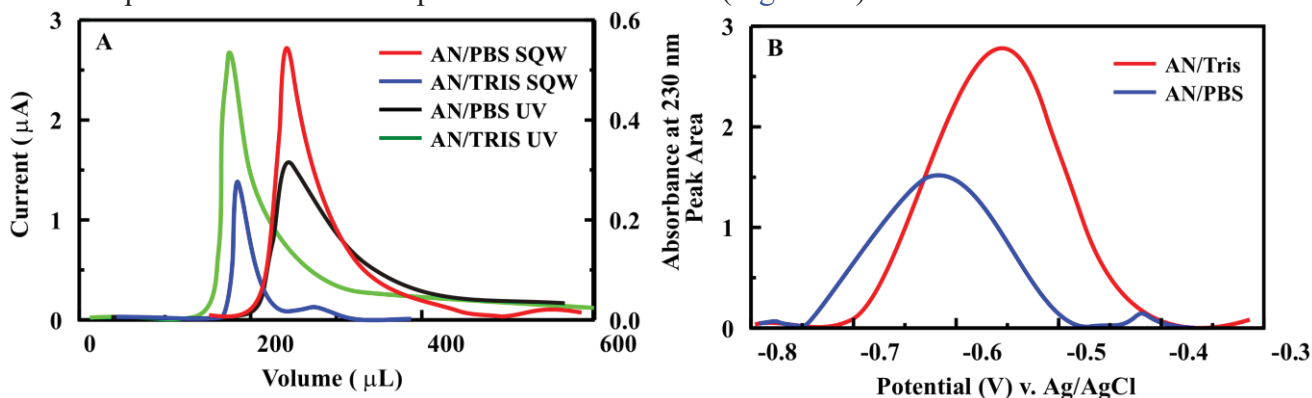 A
AN/PBS SQW
AN/TRIS SQW
AN/PBS UV
AN/TRIS UV
3
2
1
0
0.6
0.4
0.2
0.0
Current ( μA)
0 200 400 600
Volume ( μL)
Absorbance at 230 nm
Peak Area
B
AN/Tris
AN/PBS
3
2
1
0
-0.8 -0.7 -0.6 -0.5 -0.4 -0.3
Potential (V) v. Ag/AgCl